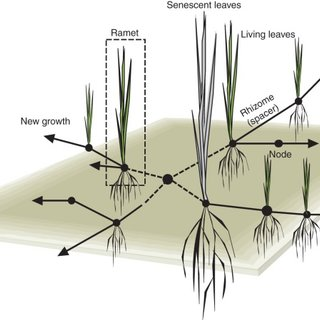 Senescent leaves
Ramet
Living leaves
Rhizome
(spacer)
New growth
Node